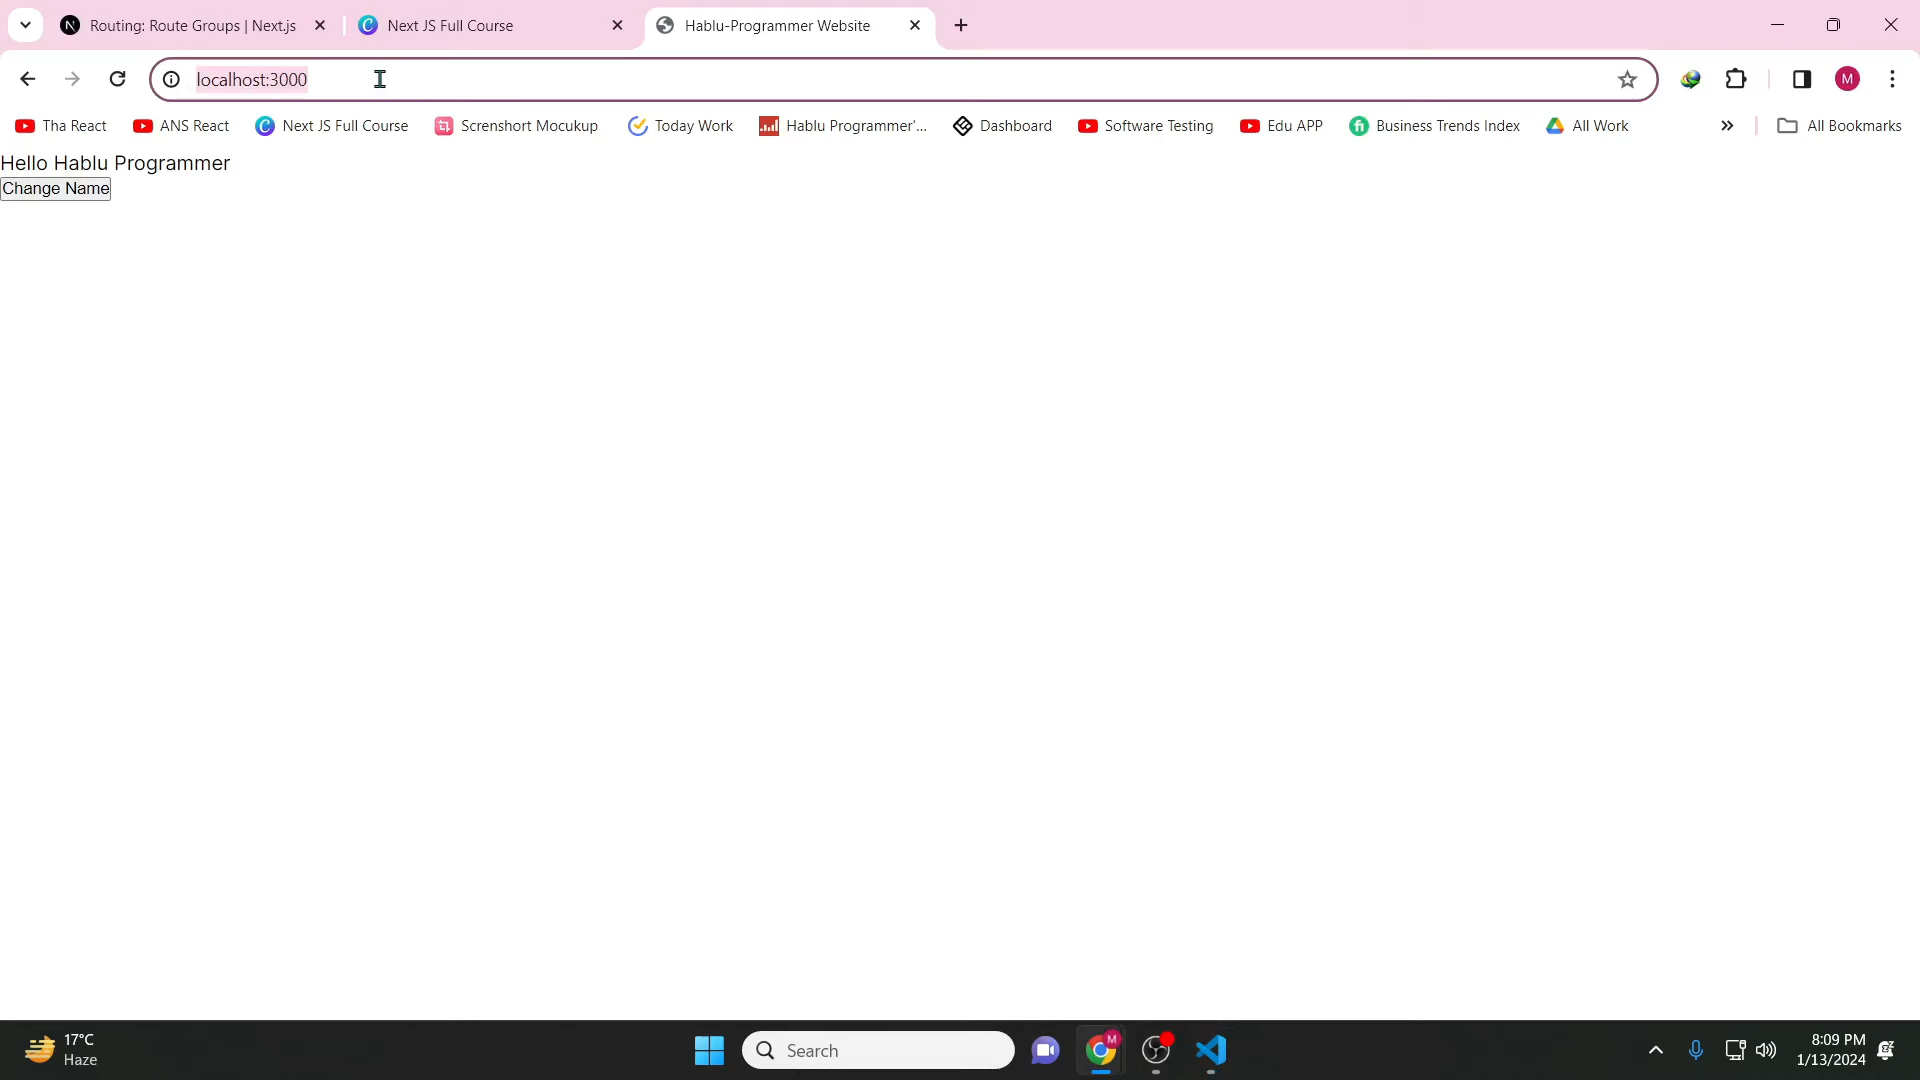 Routing: Route Groups | Next.js
Next JS Full Course
Hablu-Programmer Website
localhost:3000
M
Tha React
ANS React
Next JS Full Course
Screnshort Mocukup
Today Work
Hablu Programmer'...
Dashboard
Software Testing
Edu APP
Business Trends Index
All Work
All Bookmarks
Hello Hablu Programmer
Change Name
17°C
Haze
Search
M
8:09 PM
1/13/2024